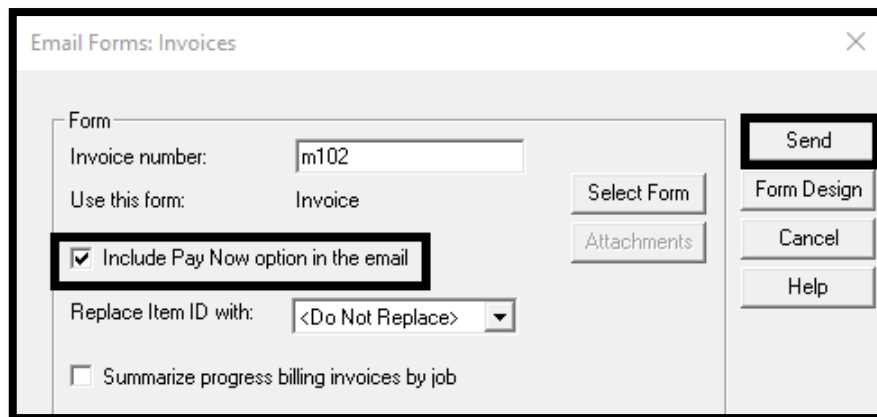 Email Forms: Invoices
Form
Invoice number: m102
Use this form: Invoice
Select Form
Include Pay Now option in the email
Attachments
Replace Item ID with: <Do Not Replace>
Summarize progress billing invoices by job
Send
Form Design
Cancel
Help